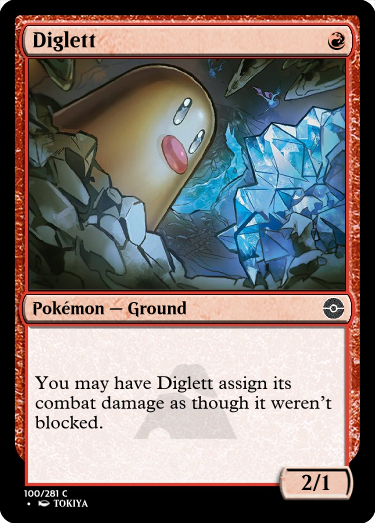 Diglett
Pokémon — Ground
You may have Diglett assign its
combat damage as though it weren't
blocked.
2/1
100/281 C
• TOKIYA